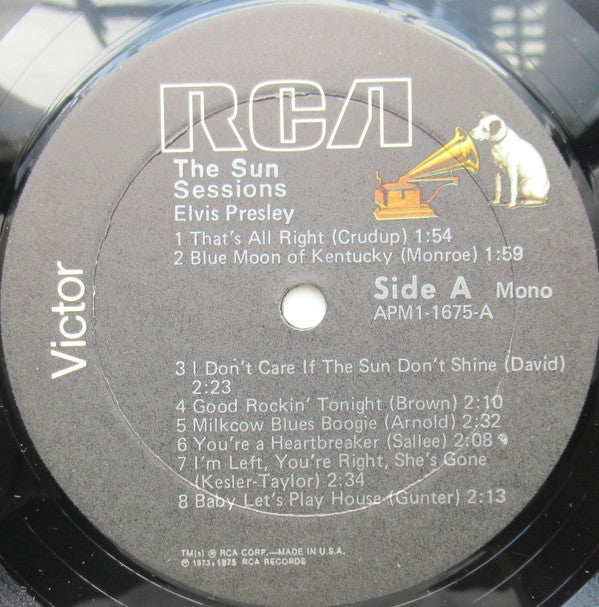 RCA
The Sun
Sessions
Elvis Presley
1 That's All Right (Crudup) 1:54
2 Blue Moon of Kentucky (Monroe) 1:59
Side A Mono
APM1-1675-A
Victor
3 I Don't Care If The Sun Don't Shine (David)
2:23
4 Good Rockin' Tonight (Brown) 2:10
5 Milkcow Blues Boogie (Arnold) 2:32
6 You're a Heartbreaker (Sallee) 2:08
7 I'm Left, You're Right, She's Gone
(Kesler-Taylor) 2:34
8 Baby Let's Play House (Gunter) 2:13
TM(s) ® RCA CORP.—MADE IN U.S.A.
℗ 1973, 1975 RCA RECORDS